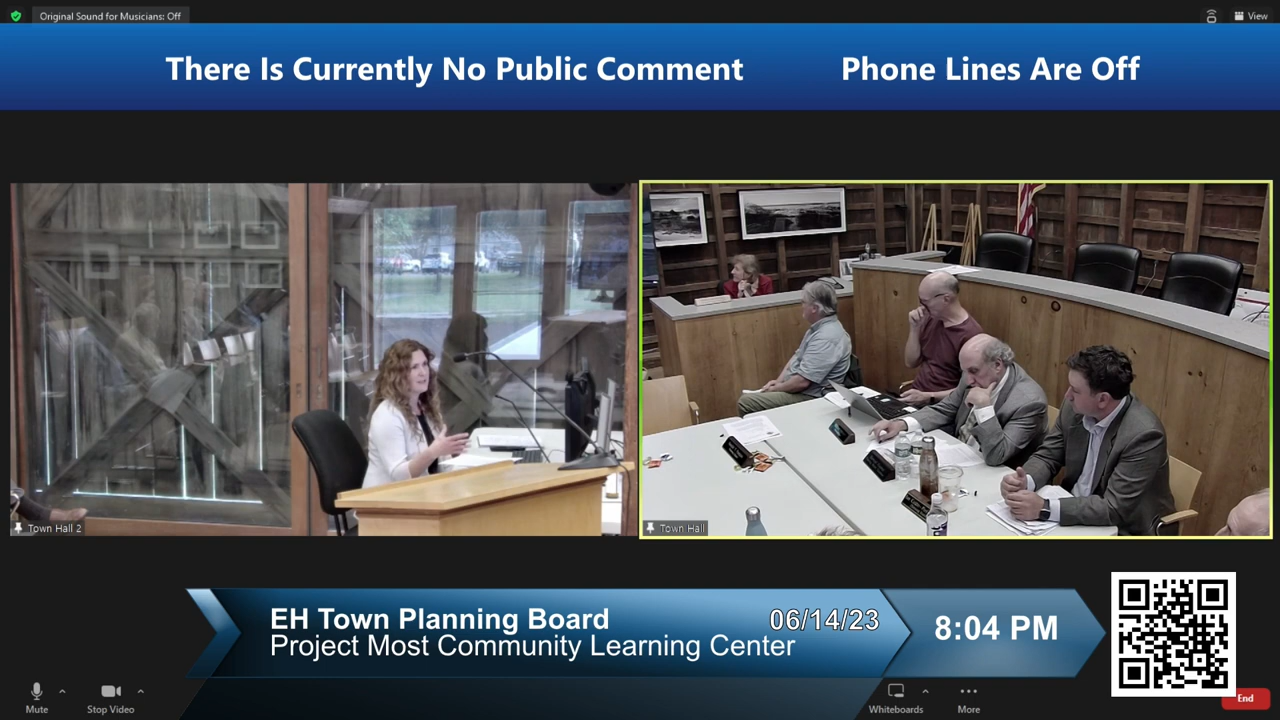 Original Sound for Musicians: Off
View
There Is Currently No Public Comment
Phone Lines Are Off
Town Hall 2
Town Hall
EH Town Planning Board
06/14/23
8:04 PM
Project Most Community Learning Center
Mute
Stop Video
Whiteboards
More
End